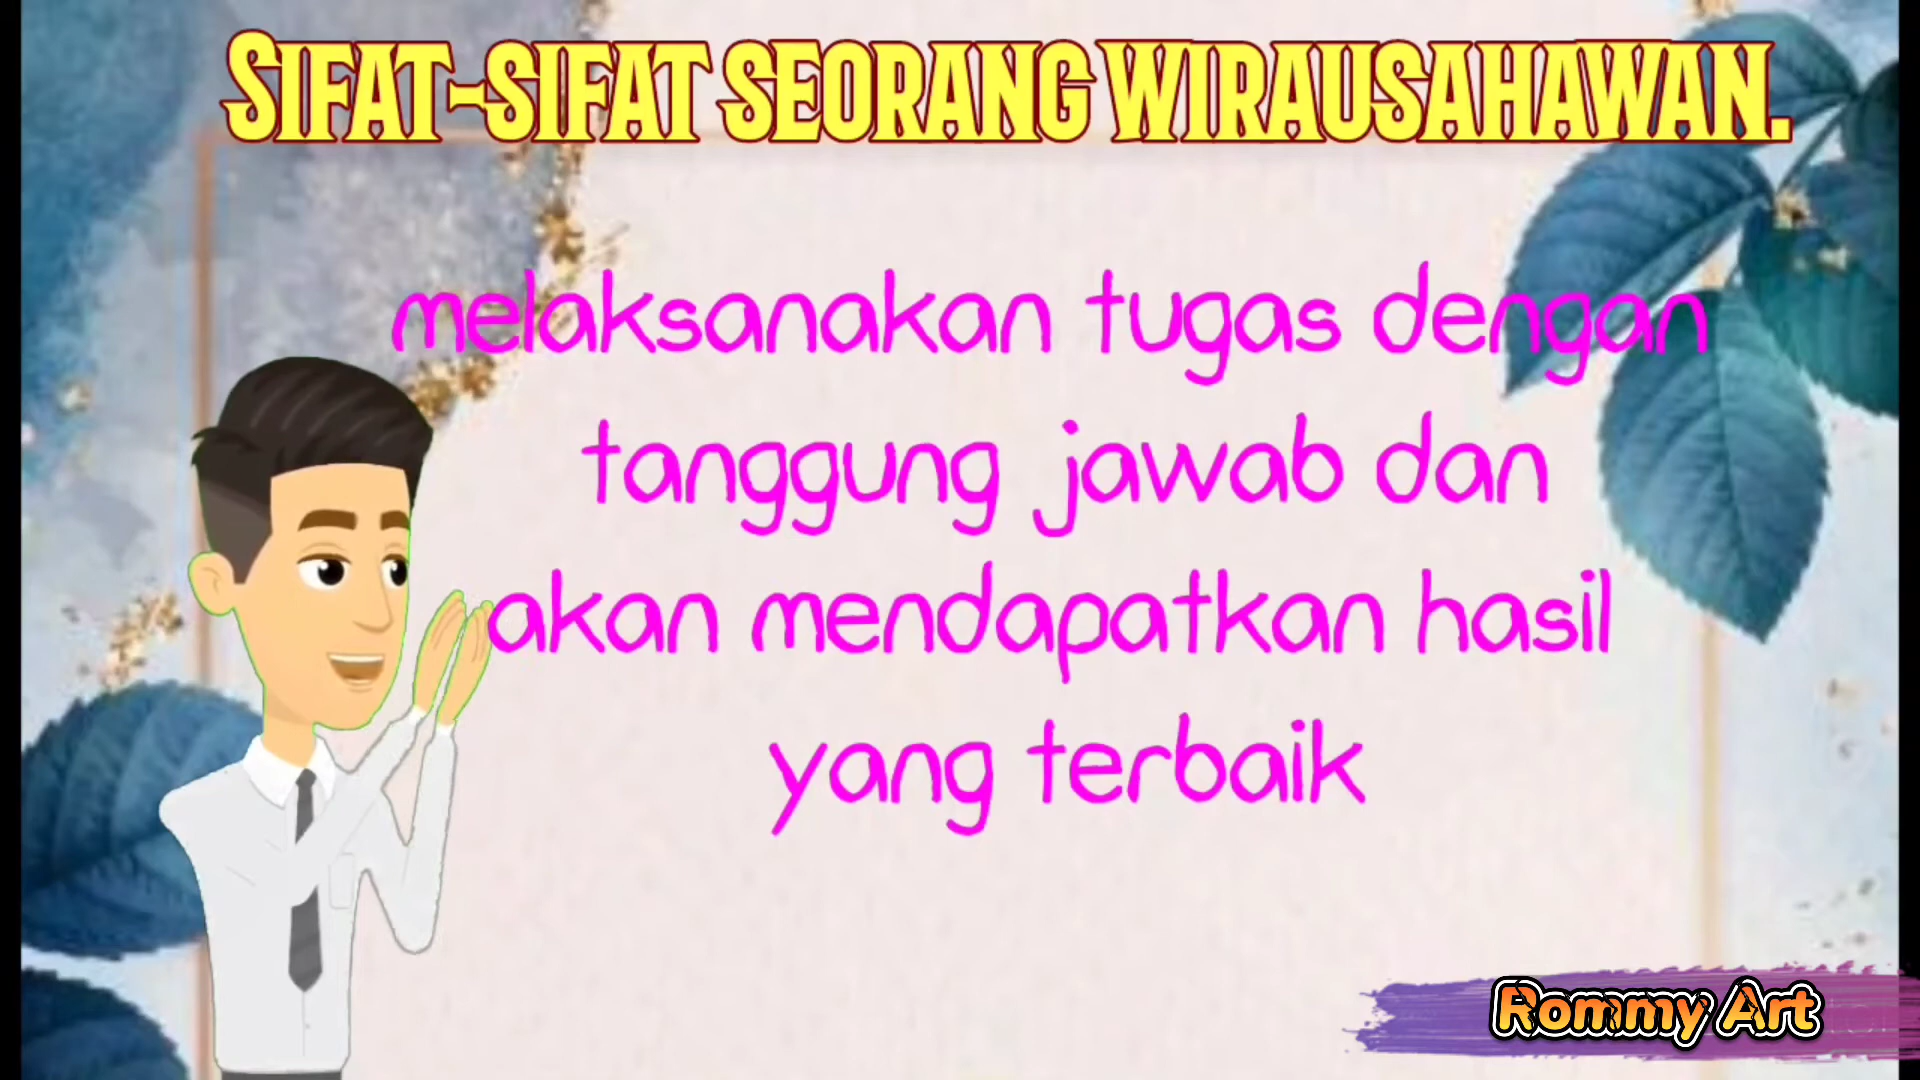 SIFAT-SIFAT SEORANG WIRAUSAHAWAN.
melaksanakan tugas dengan
tanggung jawab dan
akan mendapatkan hasil
yang terbaik
Rommy Art